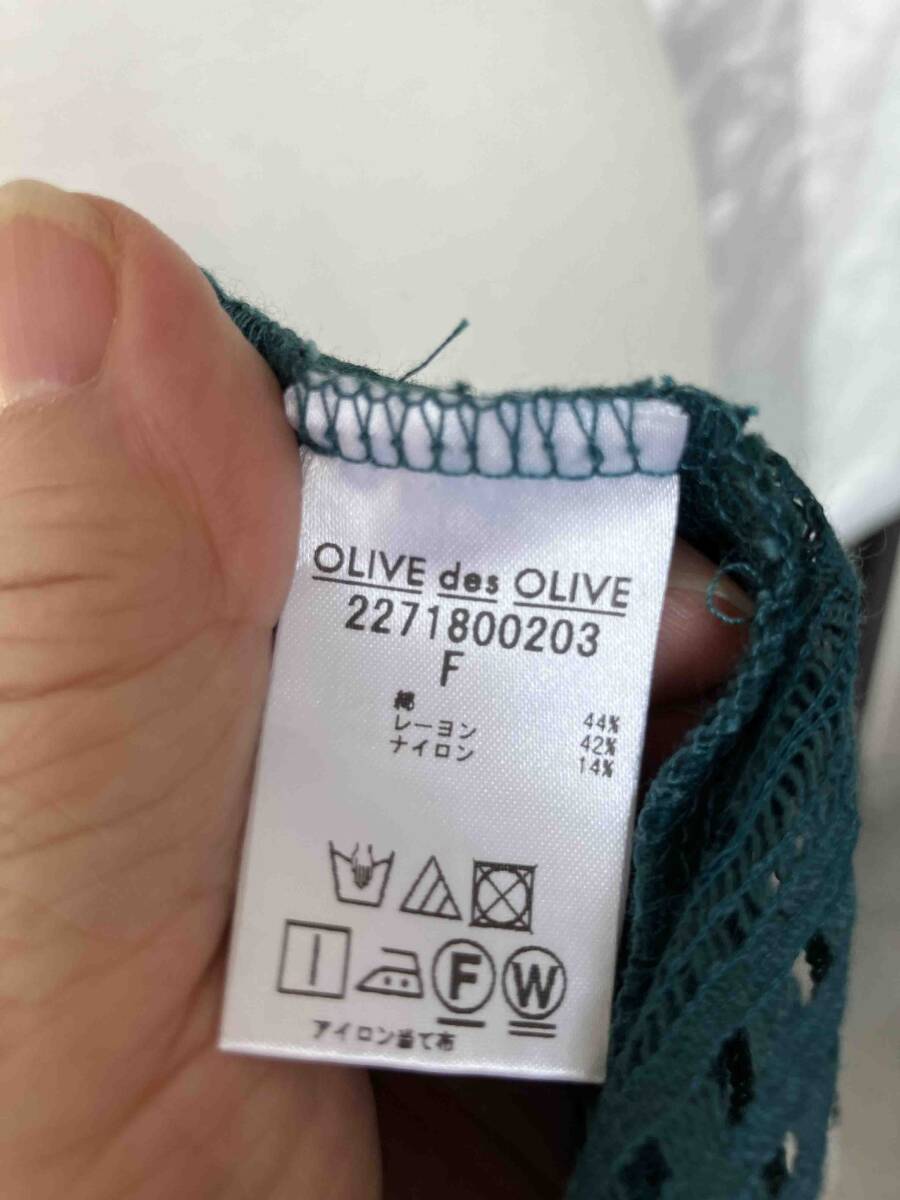 OLIVE des OLIVE
2271800203
F
綿 44%
レーヨン 42%
ナイロン 14%
F W
アイロン当て布